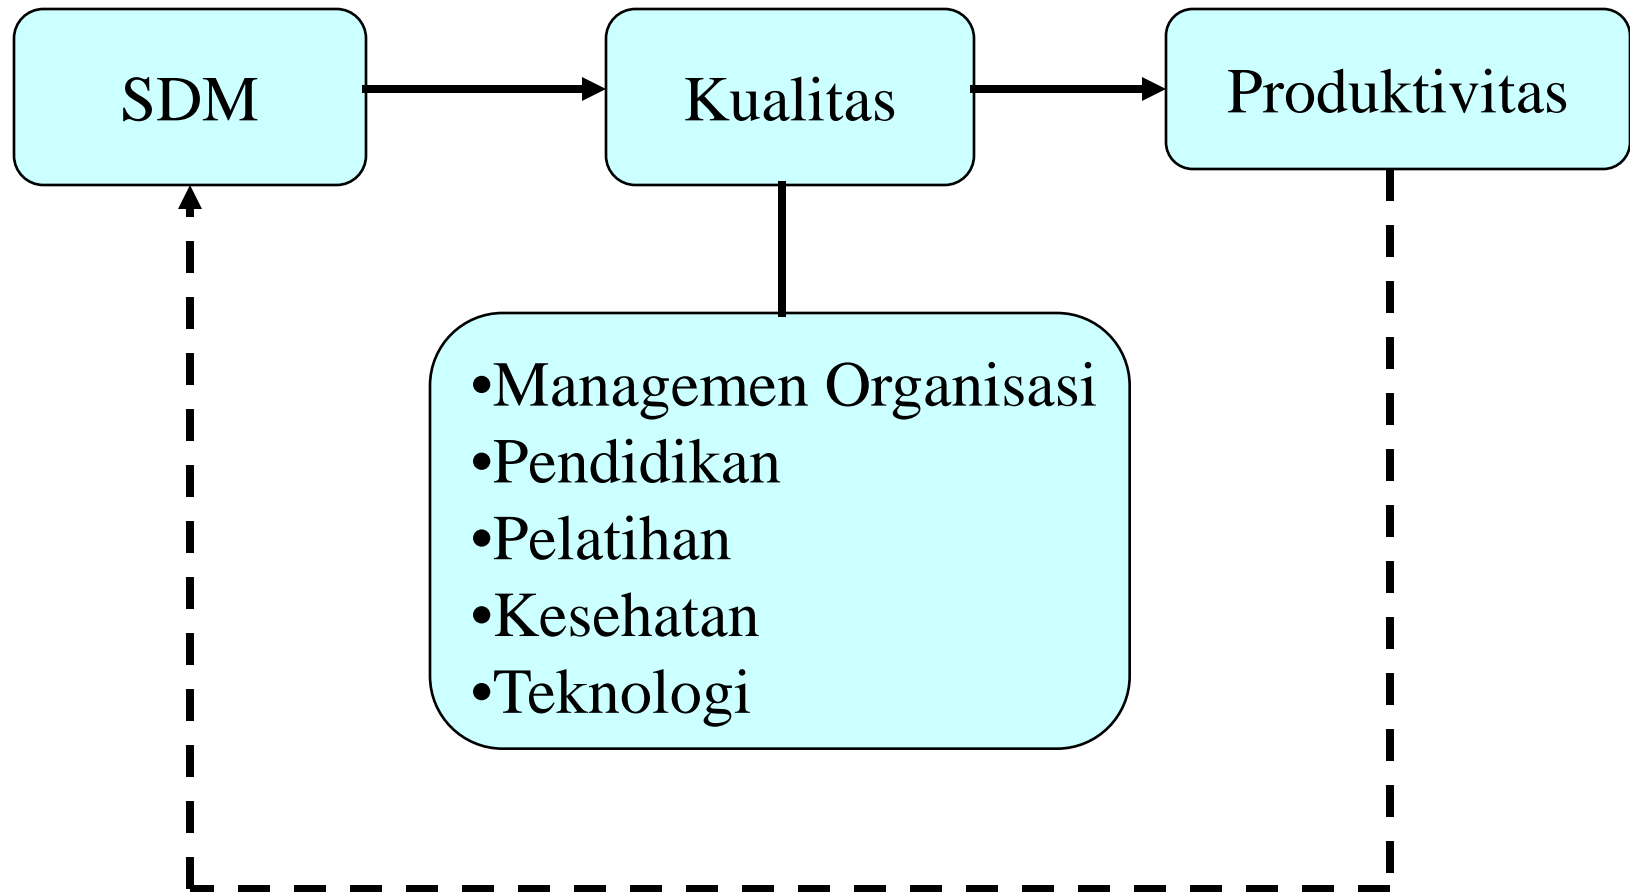 SDM
Kualitas
Produktivitas
•Managemen Organisasi
•Pendidikan
•Pelatihan
•Kesehatan
•Teknologi